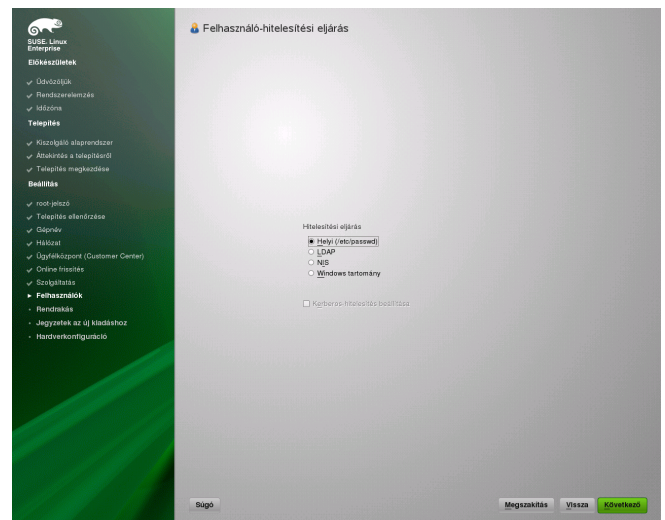 SUSE. Linux
Enterprise
Előkészületek
Üdvözöljük
Rendszerelemzés
Időzóna
Telepítés
Kiszolgáló alaprendszer
Áttekintés a telepítésről
Telepítés megkezdése
Beállítás
root-jelszó
Telepítés ellenőrzése
Gépnév
Hálózat
Ügyfélközpont (Customer Center)
Online frissítés
Szolgáltatás
Felhasználók
Rendrakás
Jegyzetek az új kiadáshoz
Hardverkonfiguráció
Felhasználó-hitelesítési eljárás
Hitelesítési eljárás
Helyi (/etc/passwd)
LDAP
NIS
Windows tartomány
Kerberos-hitelesítés beállítása
Súgó
Megszakítás
Vissza
Következő